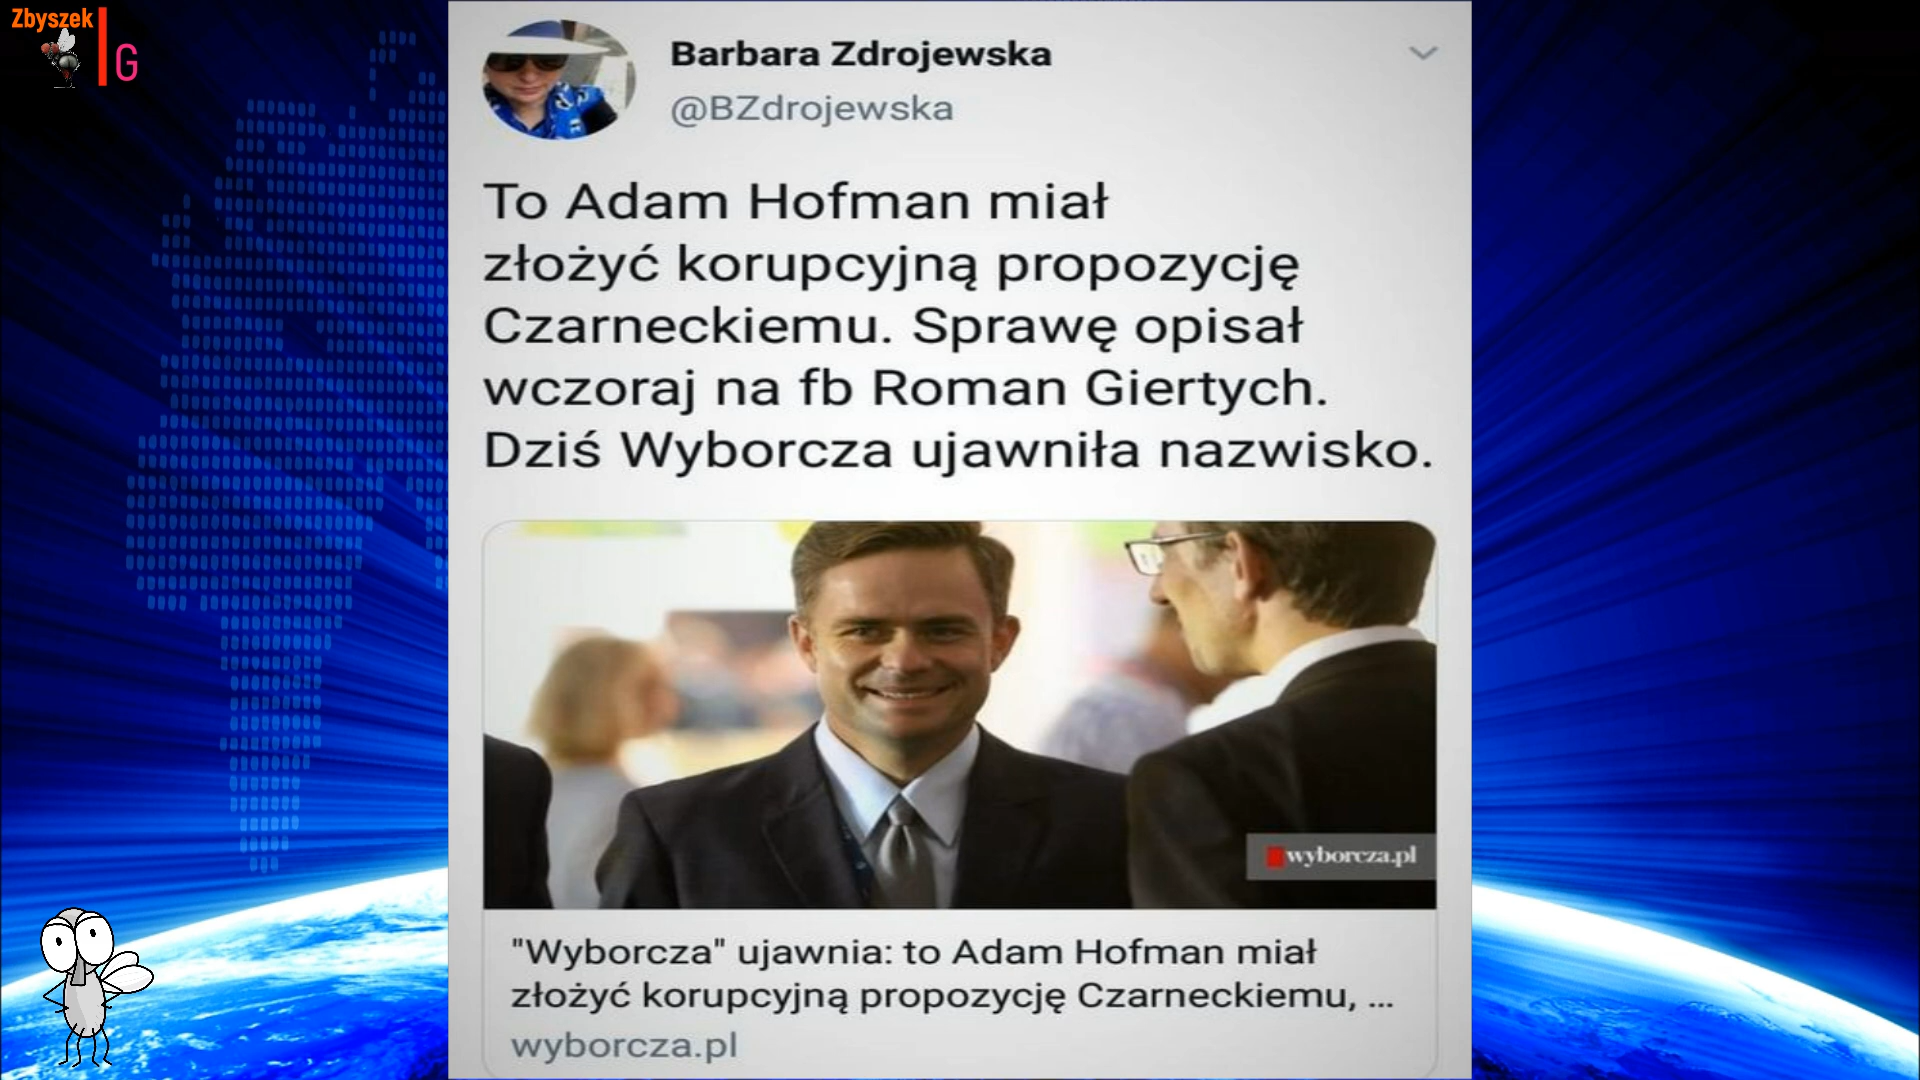 Zbyszek
G
Barbara Zdrojewska
@BZdrojewska
To Adam Hofman miał
złożyć korupcyjną propozycję
Czarneckiemu. Sprawę opisał
wczoraj na fb Roman Giertych.
Dziś Wyborcza ujawniła nazwisko.
wyborcza.pl
"Wyborcza" ujawnia: to Adam Hofman miał
złożyć korupcyjną propozycję Czarneckiemu, ...
wyborcza.pl